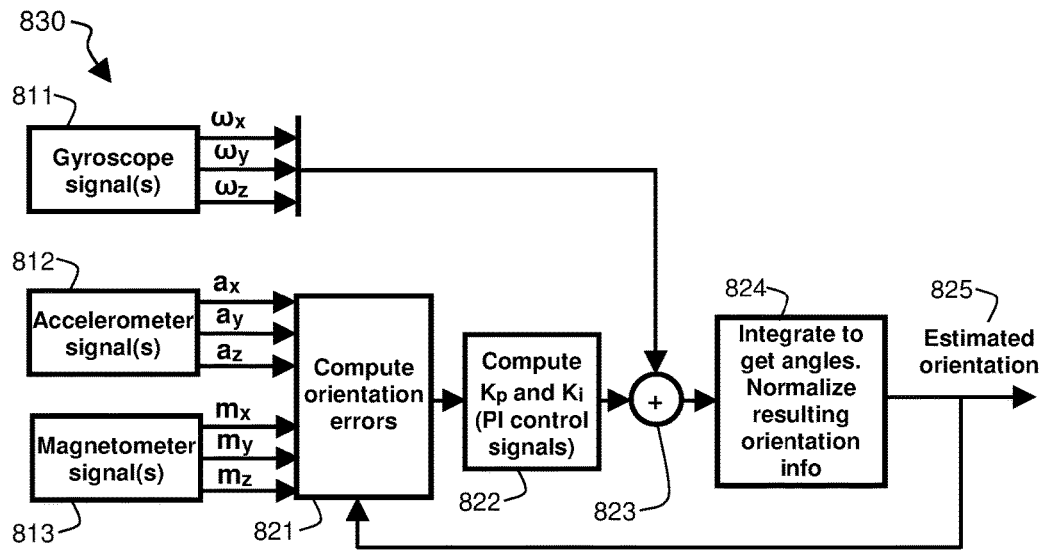 830
811
Gyroscope
signal(s)
ωx
ωy
ωz
812
Accelerometer
signal(s)
ax
ay
az
Magnetometer
signal(s)
mx
my
mz
813
Compute
orientation
errors
821
Compute
Kp and Ki
(PI control
signals)
822
+
823
824
Integrate to
get angles.
Normalize
resulting
orientation
info
825
Estimated
orientation